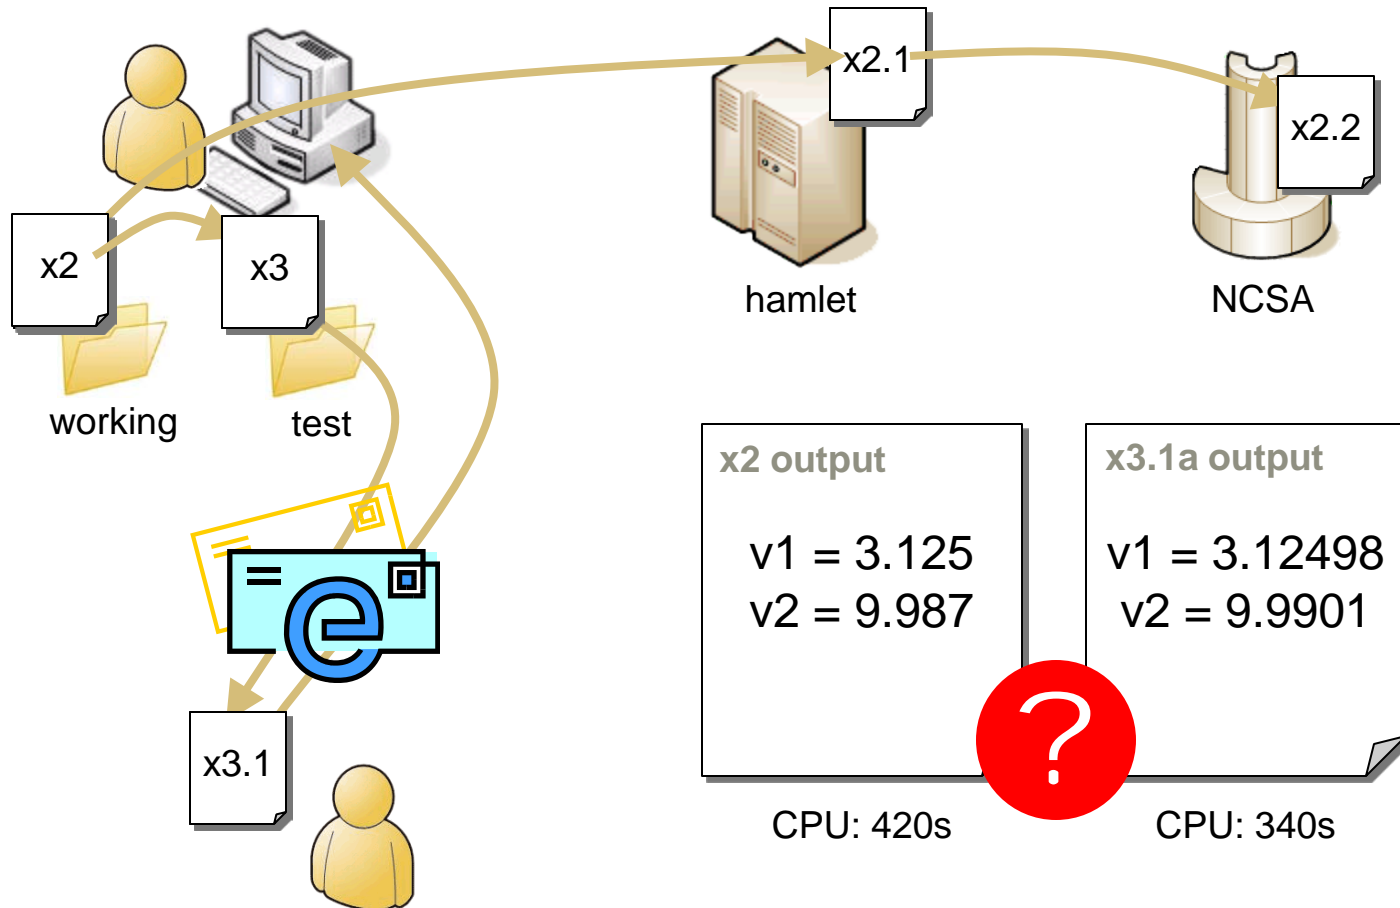 x2.1
x2.2
x2
x3
hamlet
NCSA
working
test
x2 output
v1 = 3.125
v2 = 9.987
CPU: 420s
x3.1a output
v1 = 3.12498
v2 = 9.9901
CPU: 340s
?
e
x3.1